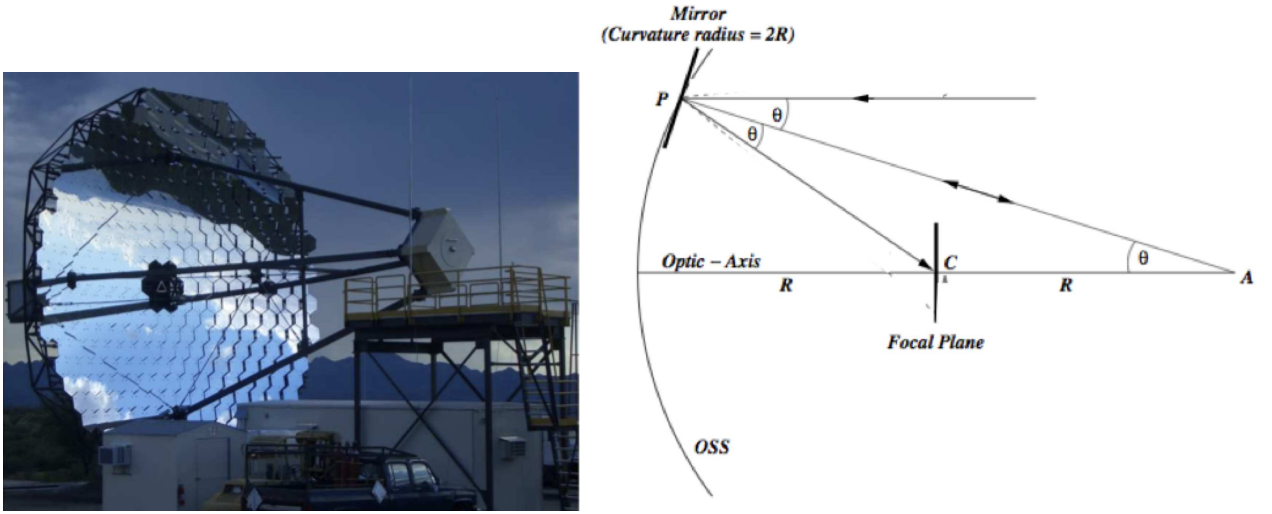 Mirror
(Curvature radius = 2R)
P
θ
θ
Optic – Axis
C
θ
R
R
A
Focal Plane
OSS